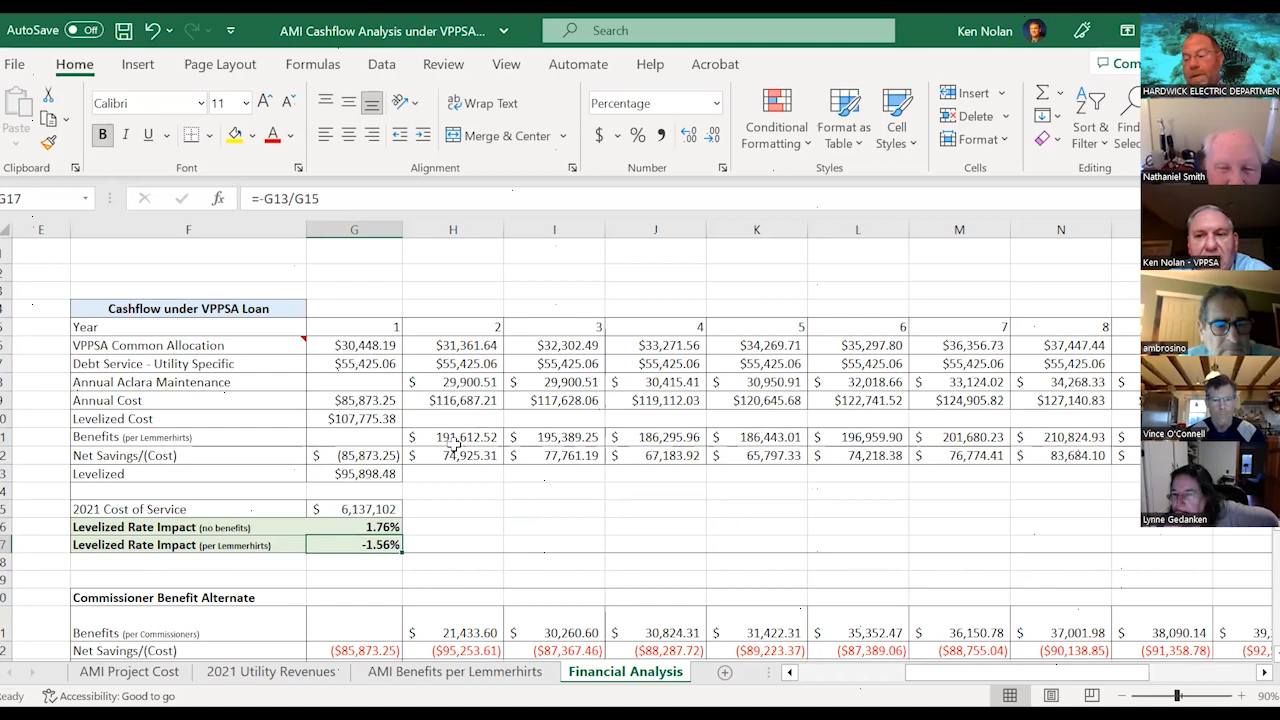 AutoSave Off AMI Cashflow Analysis under VPPSA... Search Ken Nolan
File Home Insert Page Layout Formulas Data Review View Automate Help Acrobat Com
Paste Calibri 11 Wrap Text Percentage Conditional Formatting Format as Table Cell Styles Insert Sort & Filter
B I U Merge & Center $ % Delete Format
Clipboard Font Alignment Number Styles Cells Editing
G17 =-G13/G15
E F G H I J K L M N
Cashflow under VPPSA Loan
Year 1 2 3 4 5 6 7 8
VPPSA Common Allocation $30,448.19 $31,361.64 $32,302.49 $33,271.56 $34,269.71 $35,297.80 $36,356.73 $37,447.44
Debt Service - Utility Specific $55,425.06 $55,425.06 $55,425.06 $55,425.06 $55,425.06 $55,425.06 $55,425.06 $55,425.06
Annual Aclara Maintenance $ 29,900.51 $ 29,900.51 $ 30,415.41 $ 30,950.91 $ 32,018.66 $ 33,124.02 $ 34,268.33 $
Annual Cost $85,873.25 $116,687.21 $117,628.06 $119,112.03 $120,645.68 $122,741.52 $124,905.82 $127,140.83
Levelized Cost $107,775.38
Benefits (per Lemmerhirts) $ 191,612.52 $ 195,389.25 $ 186,295.96 $ 186,443.01 $ 196,959.90 $ 201,680.23 $ 210,824.93 $
Net Savings/(Cost) $ (85,873.25) $ 74,925.31 $ 77,761.19 $ 67,183.92 $ 65,797.33 $ 74,218.38 $ 76,774.41 $ 83,684.10 $
Levelized $95,898.48
2021 Cost of Service $ 6,137,102
Levelized Rate Impact (no benefits) 1.76%
Levelized Rate Impact (per Lemmerhirts) -1.56%
Commissioner Benefit Alternate
Benefits (per Commissioners) $ 21,433.60 $ 30,260.60 $ 30,824.31 $ 31,422.31 $ 35,352.47 $ 36,150.78 $ 37,001.98 $ 38,090.14 $ 39,
Net Savings/(Cost) ($85,873.25) ($95,253.61) ($87,367.46) ($88,287.72) ($89,223.37) ($87,389.06) ($88,755.04) ($90,138.85) ($91,358.78) ($92,
AMI Project Cost 2021 Utility Revenues AMI Benefits per Lemmerhirts Financial Analysis
Ready Accessibility: Good to go 90%
HARDWICK ELECTRIC DEPARTMENT
Nathaniel Smith
Ken Nolan - VPPSA
ambrosino
Vince O'Connell
Lynne Gedanken